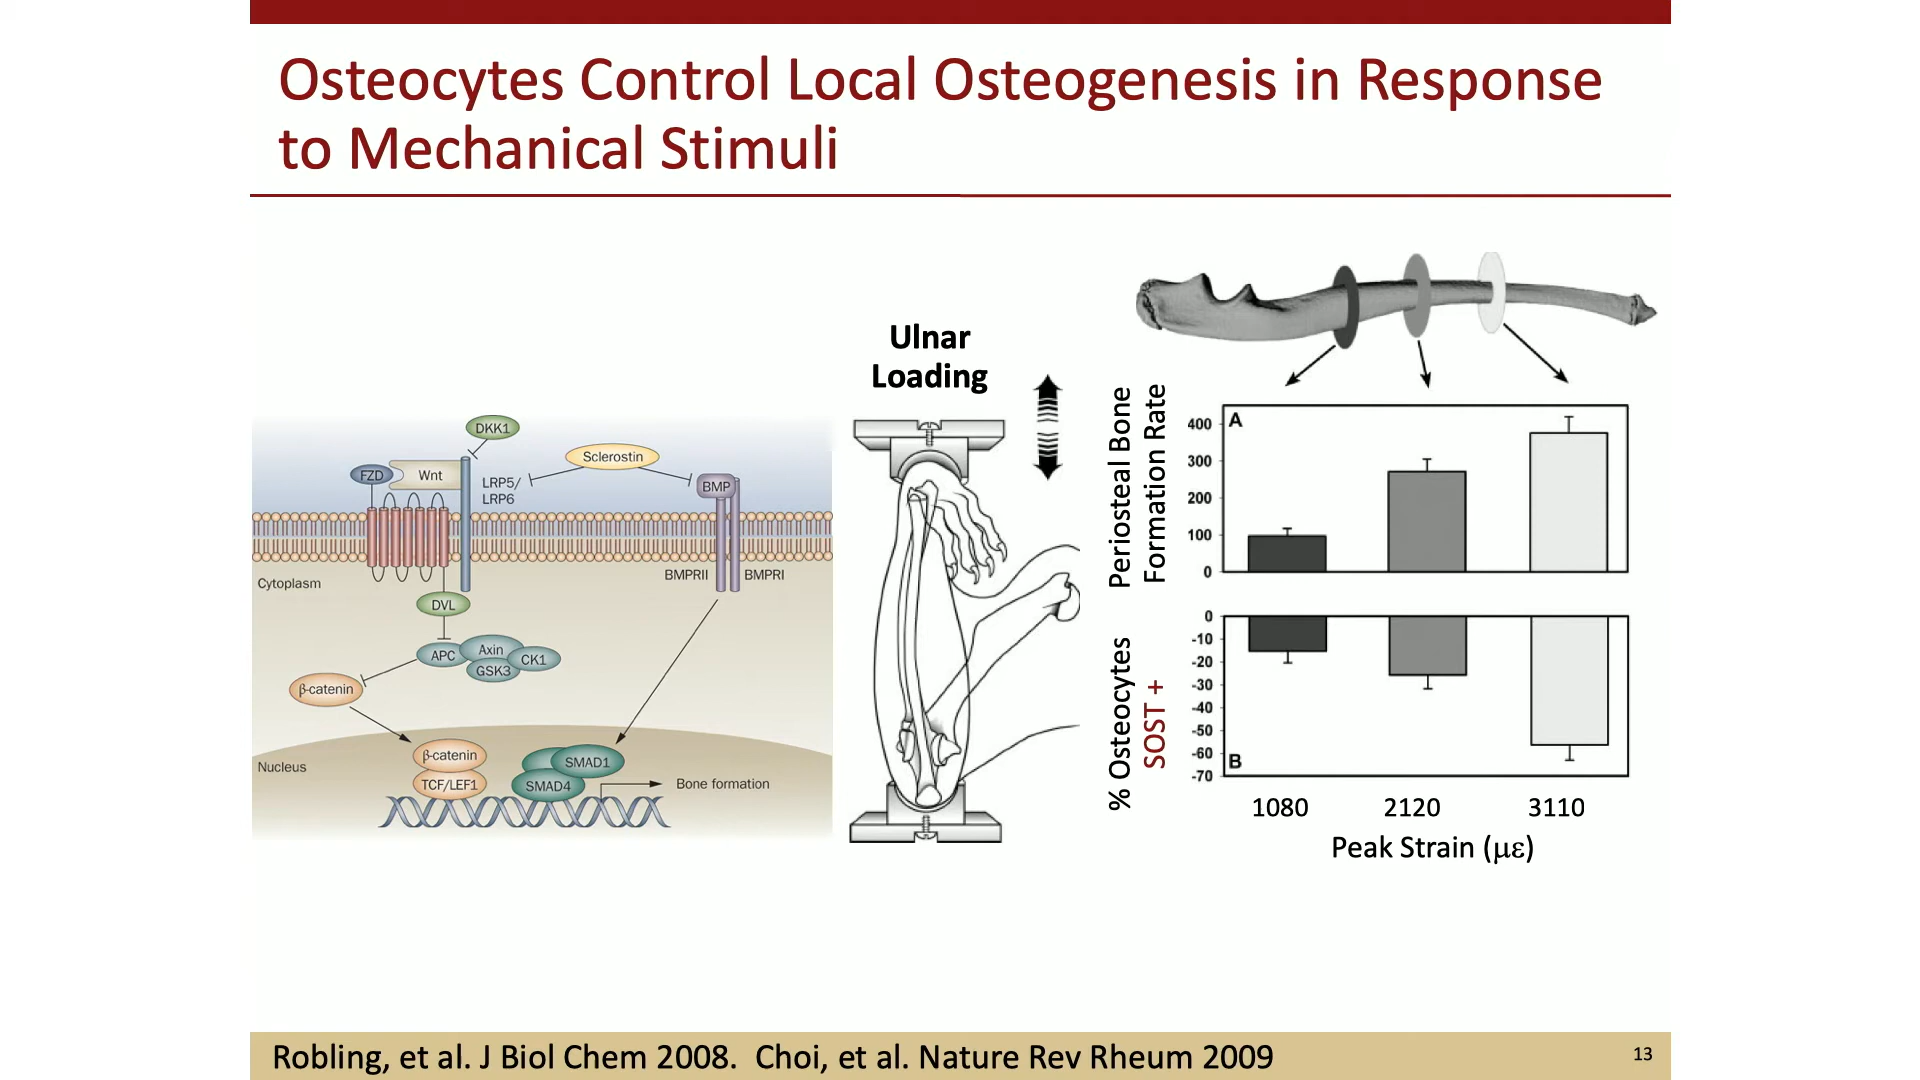 Osteocytes Control Local Osteogenesis in Response
to Mechanical Stimuli
DKK1
Sclerostin
FZD
Wnt
LRP5/
LRP6
BMP
BMPRII
BMPRI
Cytoplasm
DVL
APC
Axin
GSK3
CK1
β-catenin
β-catenin
TCF/LEF1
Nucleus
SMAD1
SMAD4
Bone formation
Ulnar
Loading
Periosteal Bone
Formation Rate
A
400
300
200
100
0
% Osteocytes
SOST +
0
-10
-20
-30
-40
-50
-60
-70
B
1080
2120
3110
Peak Strain (με)
Robling, et al. J Biol Chem 2008. Choi, et al. Nature Rev Rheum 2009
13